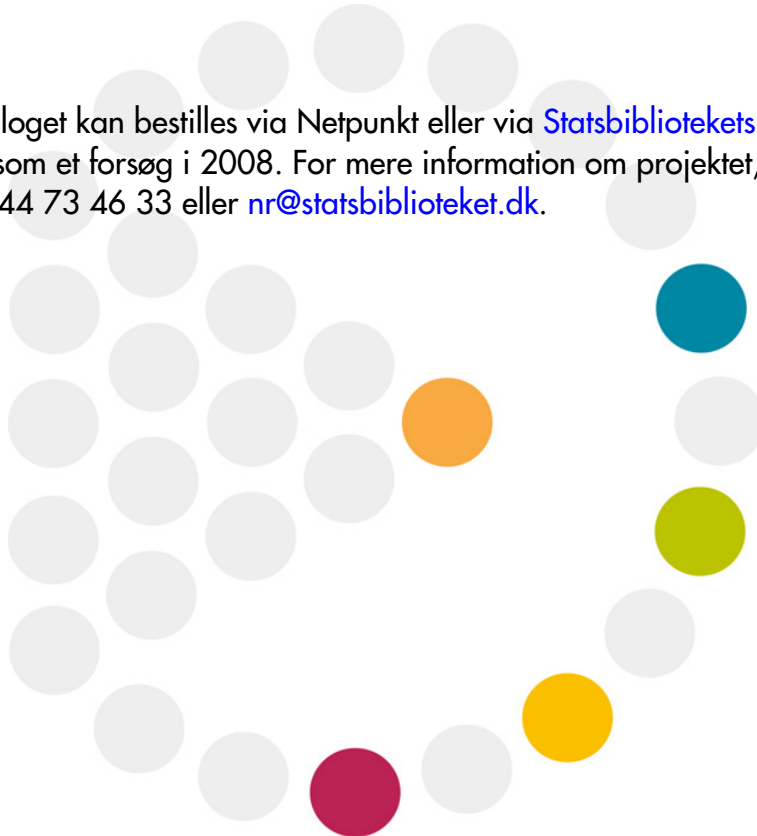 loget kan bestilles via Netpunkt eller via Statsbibliotekets
som et forsøg i 2008. For mere information om projektet,
44 73 46 33 eller nr@statsbiblioteket.dk.